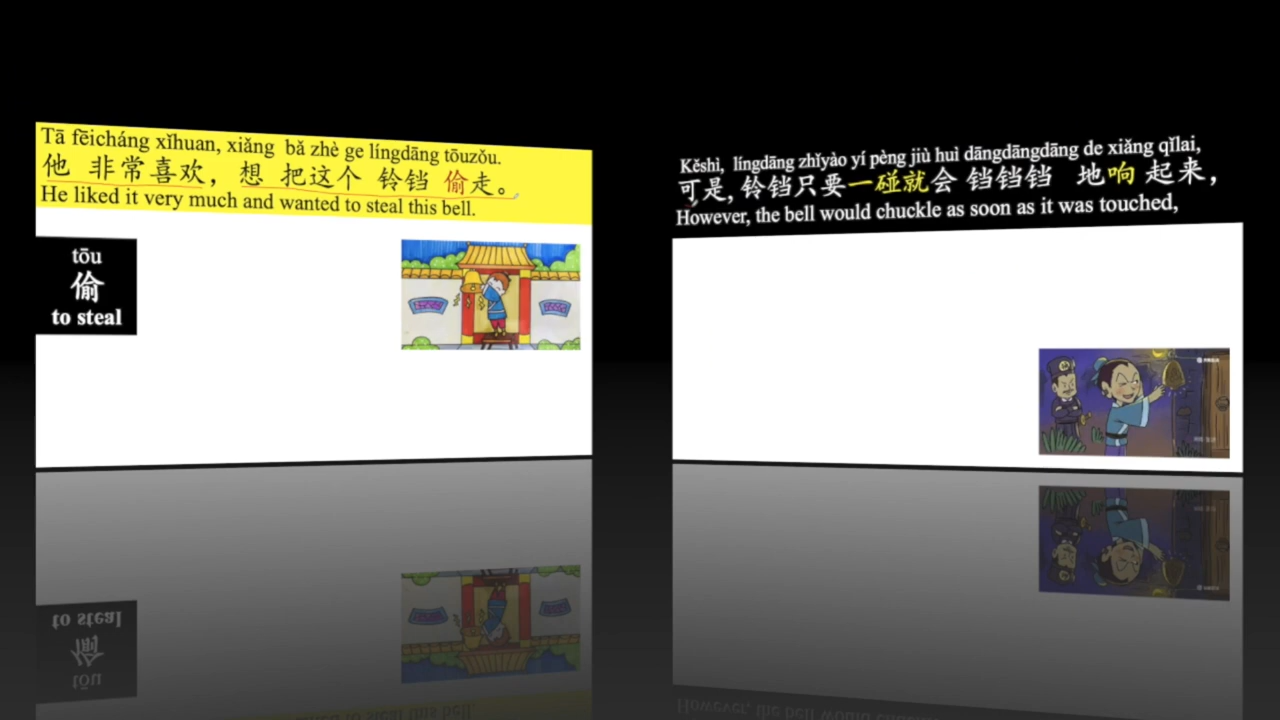 Tā fēicháng xǐhuan, xiǎng bǎ zhè ge língdāng tōuzǒu.
他 非常喜欢，想 把这个 铃铛 偷走。
He liked it very much and wanted to steal this bell.
tōu
偷
to steal
Kěshì, língdāng zhǐyào yí pèng jiù huì dāngdāngdāng de xiǎng qǐlai,
可是, 铃铛只要一碰就会 铛铛铛 地响 起来，
However, the bell would chuckle as soon as it was touched,